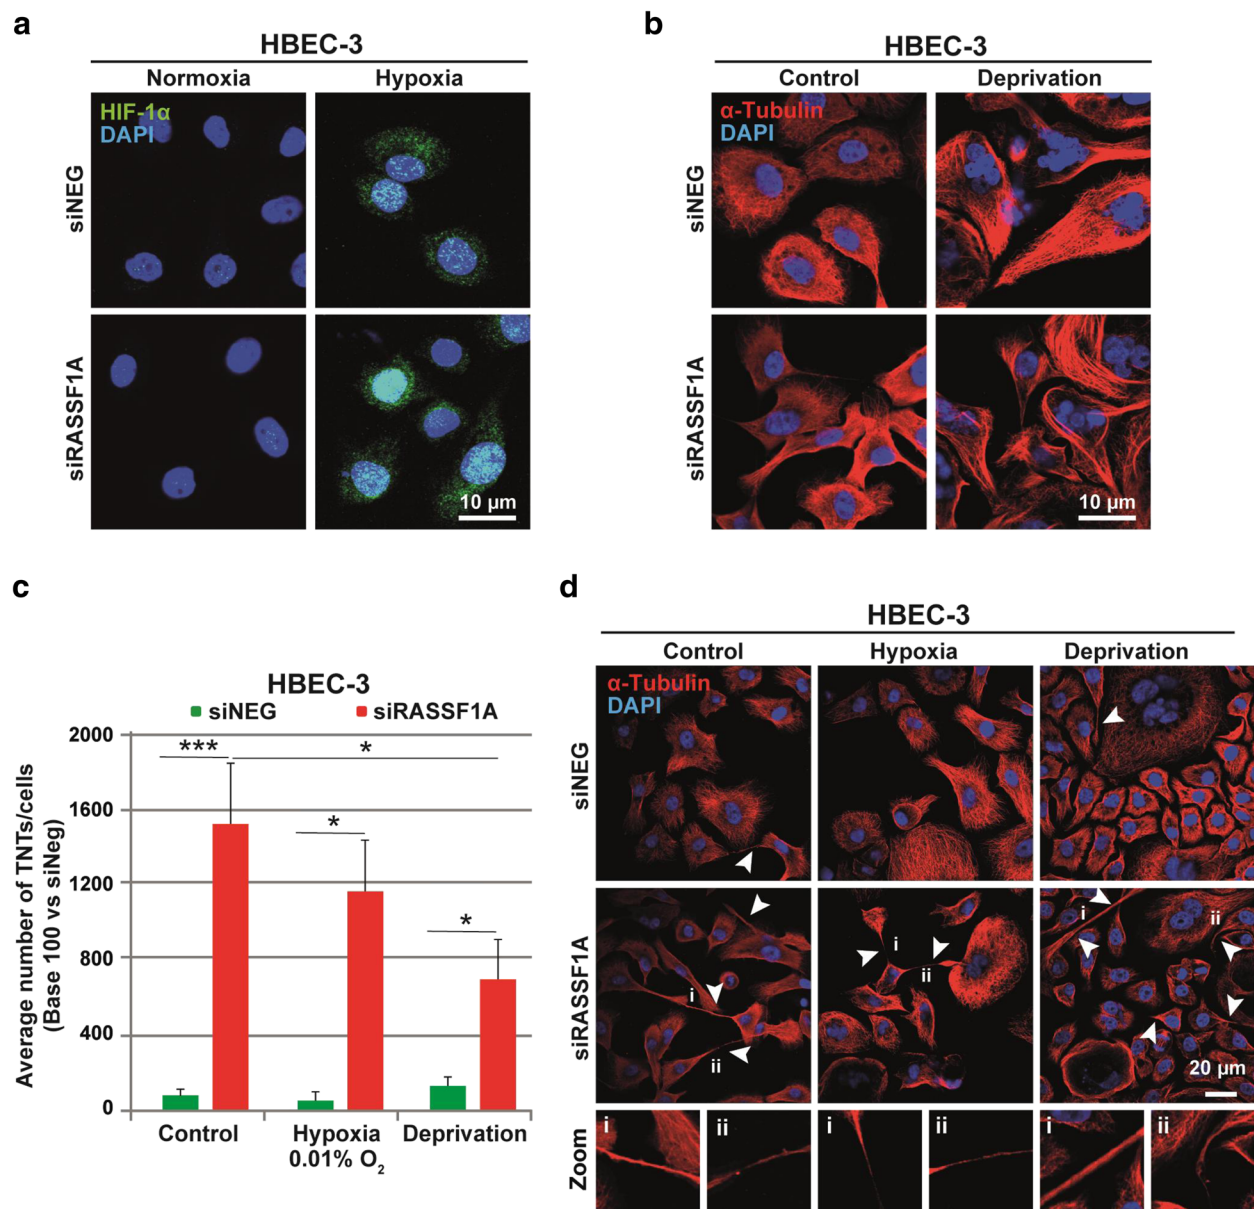 a
HBEC-3
Normoxia Hypoxia
HIF-1α
DAPI
siNEG
siRASSF1A
10 µm
b
HBEC-3
Control Deprivation
α-Tubulin
DAPI
siNEG
siRASSF1A
10 µm
c
HBEC-3
siNEG siRASSF1A
Average number of TNTs/cells
(Base 100 vs siNeg)
2000
1600
1200
800
400
0
*** *
*
*
Control Hypoxia Deprivation
0.01% O₂
d
HBEC-3
Control Hypoxia Deprivation
α-Tubulin
DAPI
siNEG
siRASSF1A
i ii
i ii
i ii
20 µm
Zoom
i ii i ii i ii